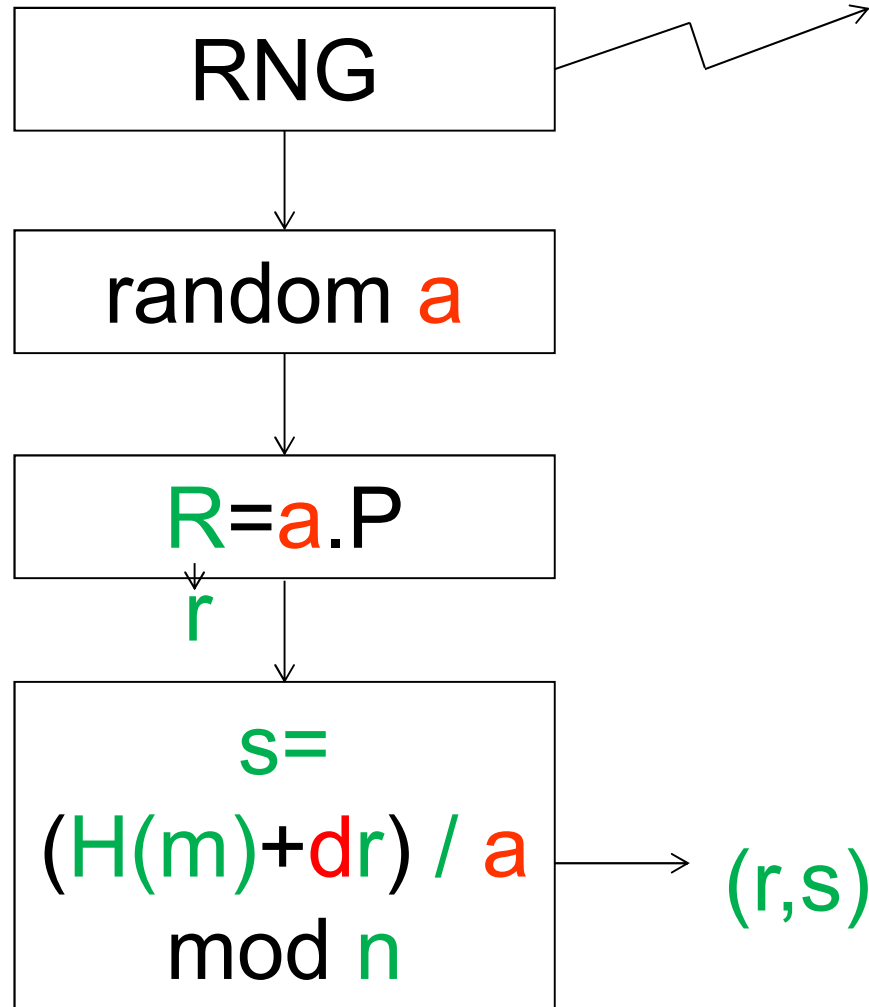 RNG
random a
R=a.P
r
s=
(H(m)+dr) / a
mod n
(r,s)